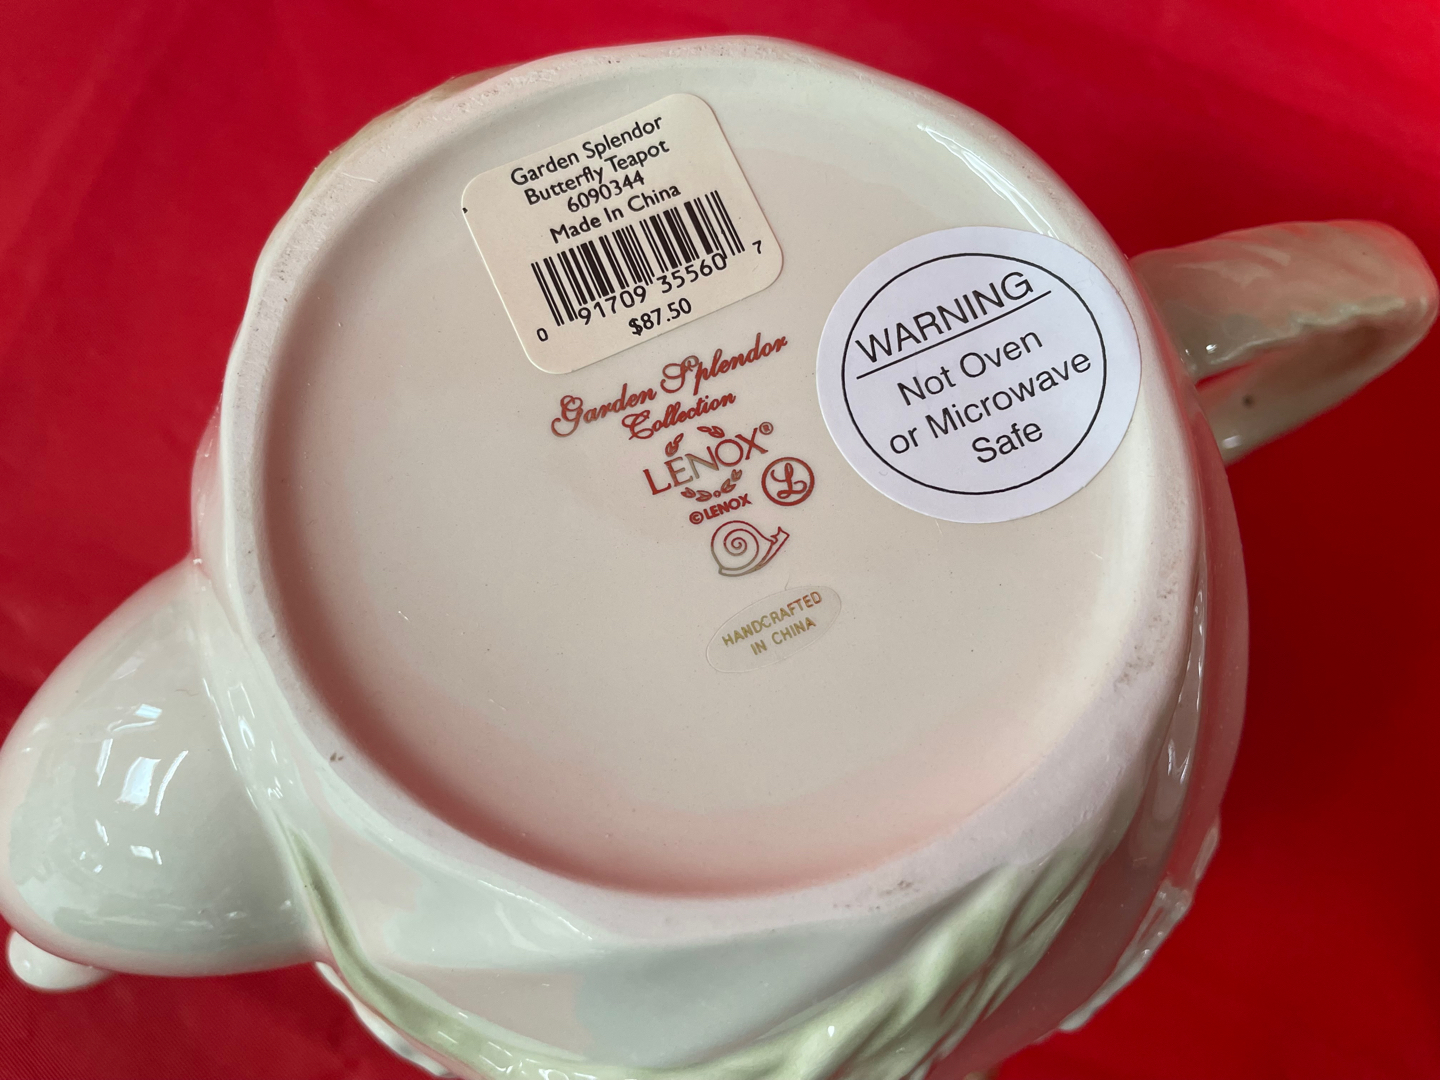 Garden Splendor
Butterfly Teapot
6090344
Made In China
0 91709 35560 7
$87.50
Garden Splendor
Collection
LENOX®
L
©LENOX
HANDCRAFTED
IN CHINA
WARNING
Not Oven
or Microwave
Safe